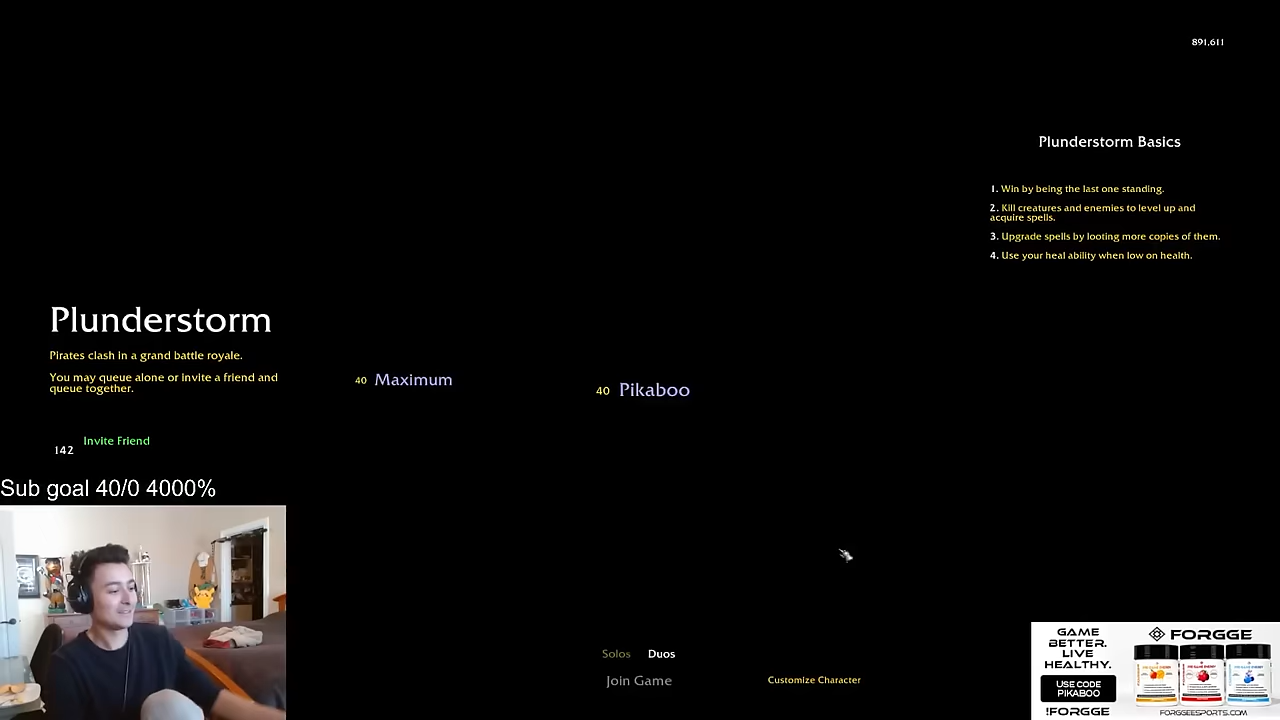 891,611
Plunderstorm Basics
1. Win by being the last one standing.
2. Kill creatures and enemies to level up and
acquire spells.
3. Upgrade spells by looting more copies of them.
4. Use your heal ability when low on health.
Plunderstorm
Pirates clash in a grand battle royale.
You may queue alone or invite a friend and
queue together.
40 Maximum
40 Pikaboo
Invite Friend
142
Sub goal 40/0 4000%
Solos Duos
Join Game
Customize Character
GAME
BETTER.
LIVE
HEALTHY.
USE CODE
PIKABOO
!FORGGE
FORGGE
FORGGEESPORTS.COM